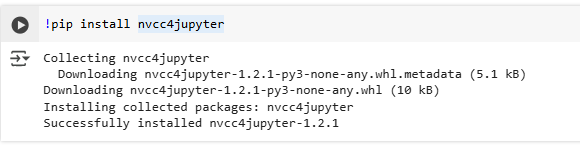 !pip install nvcc4jupyter
Collecting nvcc4jupyter
Downloading nvcc4jupyter-1.2.1-py3-none-any.whl.metadata (5.1 kB)
Downloading nvcc4jupyter-1.2.1-py3-none-any.whl (10 kB)
Installing collected packages: nvcc4jupyter
Successfully installed nvcc4jupyter-1.2.1